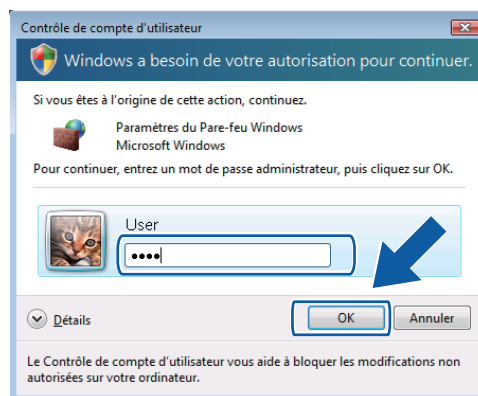 Contrôle de compte d'utilisateur
Windows a besoin de votre autorisation pour continuer.
Si vous êtes à l'origine de cette action, continuez.
Paramètres du Pare-feu Windows
Microsoft Windows
Pour continuer, entrez un mot de passe administrateur, puis cliquez sur OK.
User
••••
Détails
OK
Annuler
Le Contrôle de compte d'utilisateur vous aide à bloquer les modifications non
autorisées sur votre ordinateur.